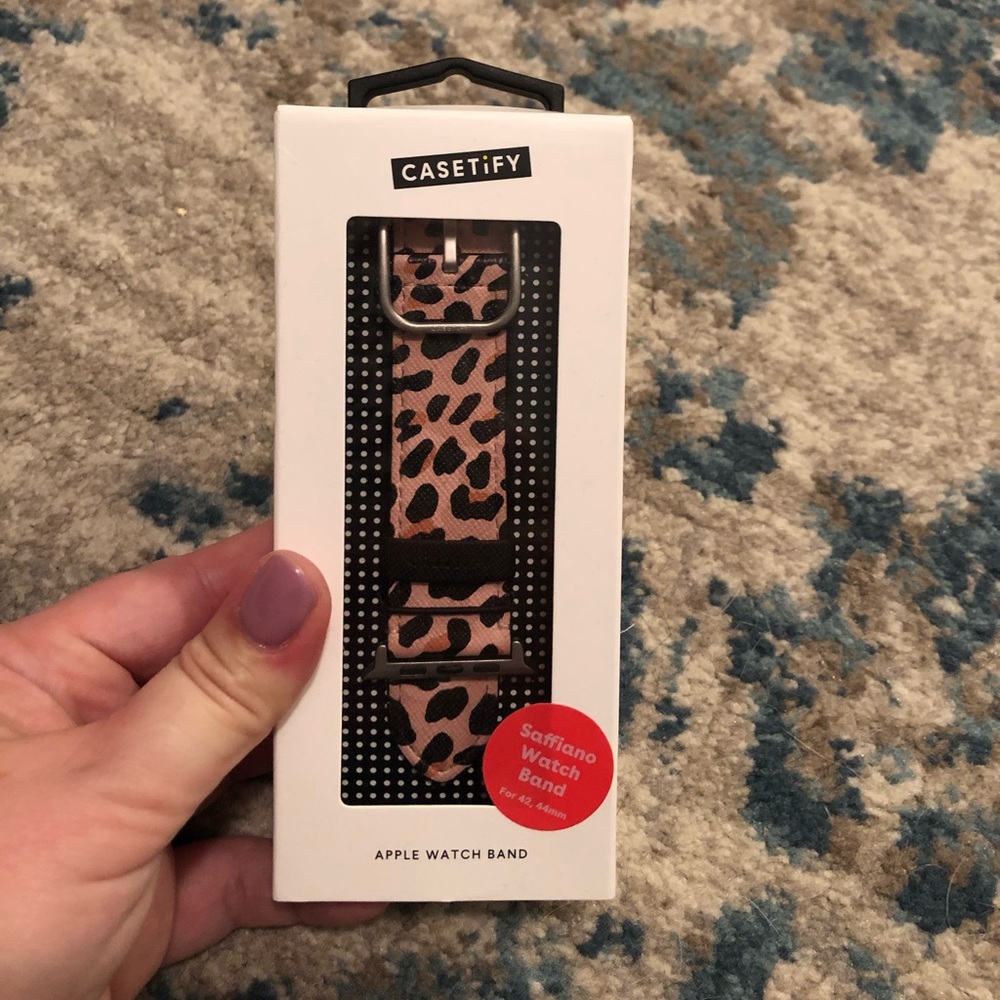 CASETiFY
Saffiano
Watch
Band
For 42, 44mm
APPLE WATCH BAND